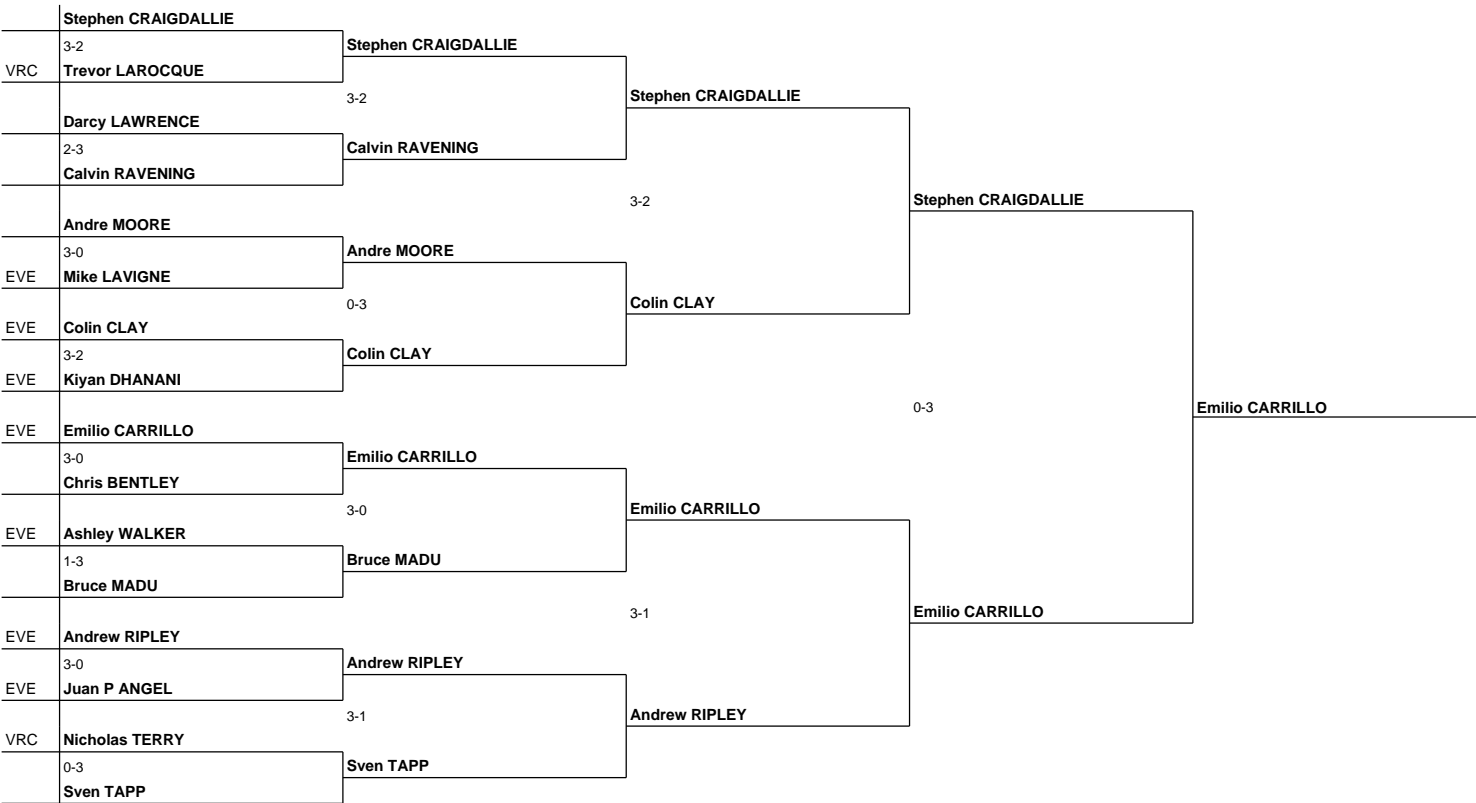 Stephen CRAIGDALLIE
3-2
Stephen CRAIGDALLIE
VRC Trevor LAROCQUE
3-2
Stephen CRAIGDALLIE
Darcy LAWRENCE
2-3
Calvin RAVENING
Calvin RAVENING
3-2
Stephen CRAIGDALLIE
Andre MOORE
3-0
Andre MOORE
EVE Mike LAVIGNE
0-3
Colin CLAY
EVE Colin CLAY
3-2
Colin CLAY
EVE Kiyan DHANANI
0-3
Emilio CARRILLO
EVE Emilio CARRILLO
3-0
Emilio CARRILLO
Chris BENTLEY
3-0
Emilio CARRILLO
EVE Ashley WALKER
1-3
Bruce MADU
Bruce MADU
3-1
Emilio CARRILLO
EVE Andrew RIPLEY
3-0
Andrew RIPLEY
EVE Juan P ANGEL
3-1
Andrew RIPLEY
VRC Nicholas TERRY
0-3
Sven TAPP
Sven TAPP